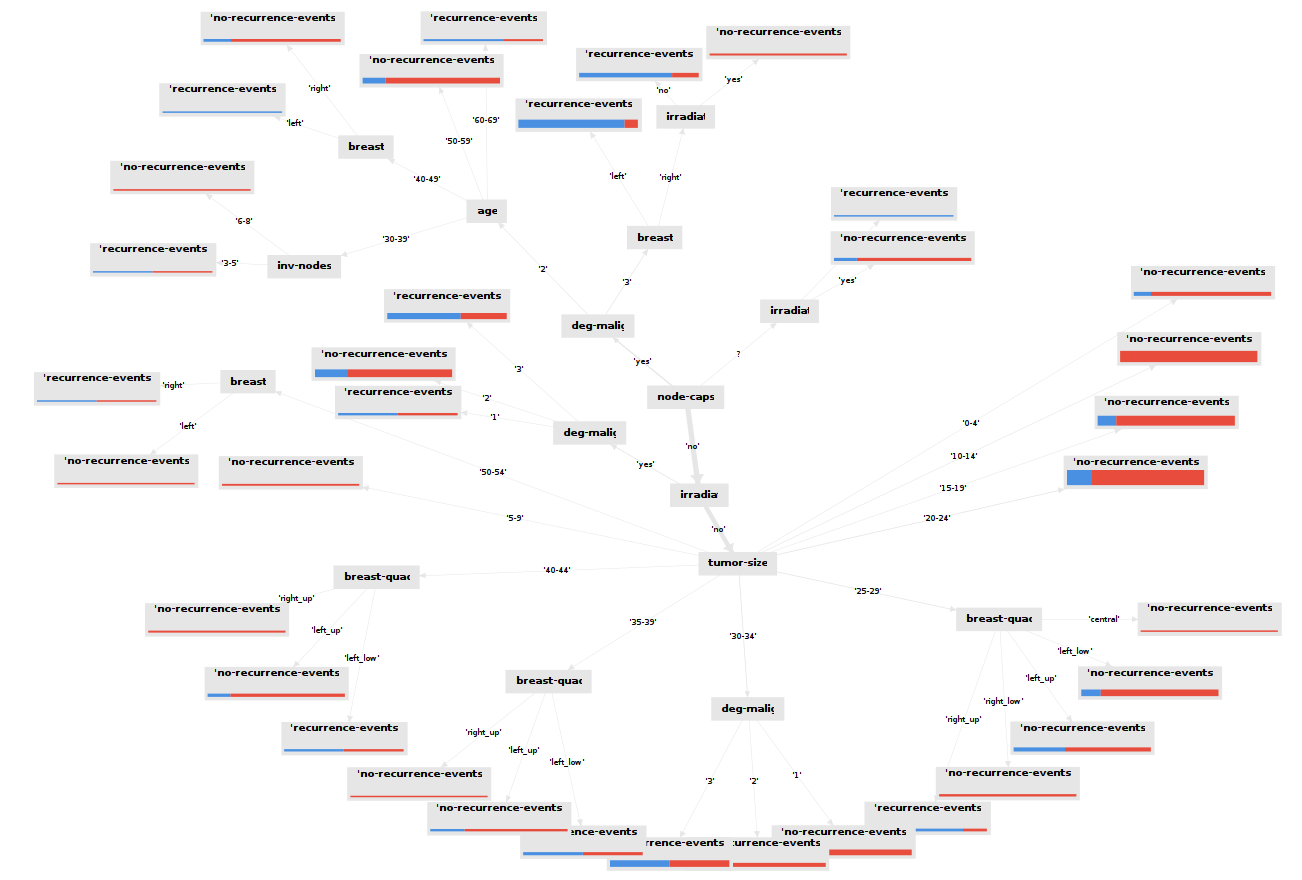 'no-recurrence-events
'recurrence-events
'no-recurrence-events
'recurrence-events
'no-recurrence-events
'recurrence-events
'recurrence-events
'yes'
'no'
'right'
'left'
irradiat
'60-69'
'50-59'
breast
'no-recurrence-events
'40-49'
'left'
'right'
'recurrence-events
age
'6-8'
'30-39'
breast
'no-recurrence-events
'recurrence-events
'3-5'
inv-nodes
'2'
'3'
'yes'
'no-recurrence-events
'recurrence-events
irradiat
deg-malig
'no-recurrence-events
'no-recurrence-events
'yes'
?
'3'
'recurrence-events
breast
'right'
'recurrence-events
node-caps
'2'
'1'
'no-recurrence-events
'left'
'0-4'
deg-malig
'no'
'10-14'
'no-recurrence-events
'no-recurrence-events
'yes'
'no-recurrence-events
'50-54'
'15-19'
irradiat
'5-9'
'20-24'
'no'
tumor-size
'40-44'
breast-quad
'25-29'
'right_up'
'no-recurrence-events
'35-39'
'left_up'
'30-34'
breast-quad
'central'
'no-recurrence-events
'left_low'
'left_low'
'no-recurrence-events
breast-quad
'left_up'
'no-recurrence-events
'right_low'
deg-malig
'right_up'
'recurrence-events
'right_up'
'left_up'
'no-recurrence-events
'left_low'
'no-recurrence-events
'3'
'2'
'1'
'no-recurrence-events
'no-recurrence-events
'recurrence-events
ence-events
'no-recurrence-events
rrence-events
urrence-events